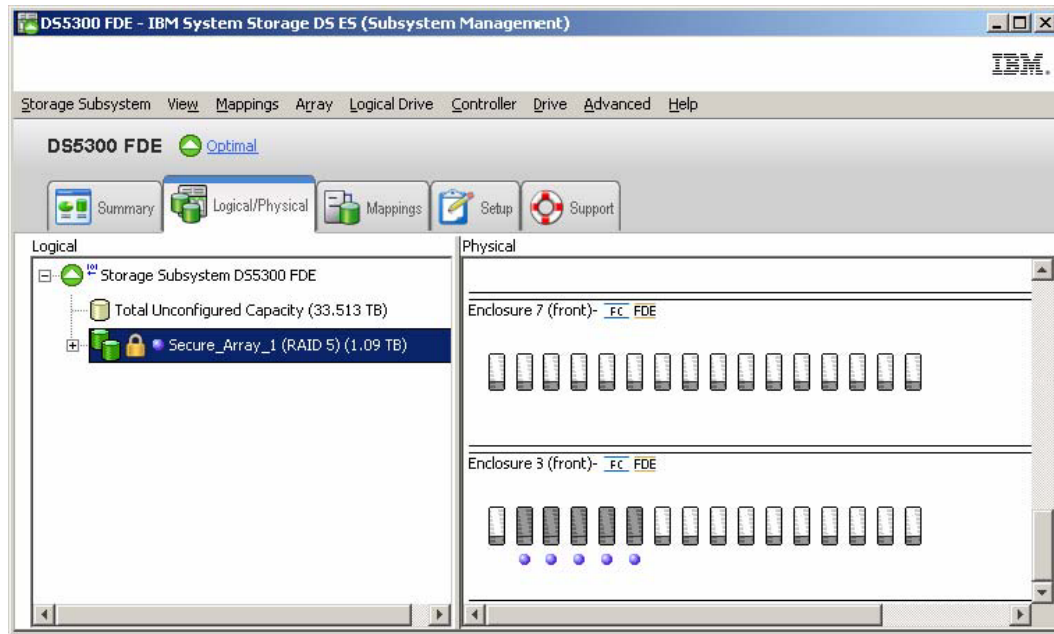 DS5300 FDE - IBM System Storage DS ES (Subsystem Management)
IBM.
Storage Subsystem View Mappings Array Logical Drive Controller Drive Advanced Help
DS5300 FDE Optimal
Summary Logical/Physical Mappings Setup Support
Logical
Storage Subsystem DS5300 FDE
Total Unconfigured Capacity (33.513 TB)
Secure_Array_1 (RAID 5) (1.09 TB)
Physical
Enclosure 7 (front)- FC FDE
Enclosure 3 (front)- FC FDE